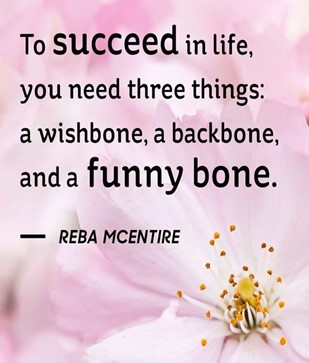 To succeed in life,
you need three things:
a wishbone, a backbone,
and a funny bone.
— REBA MCENTIRE